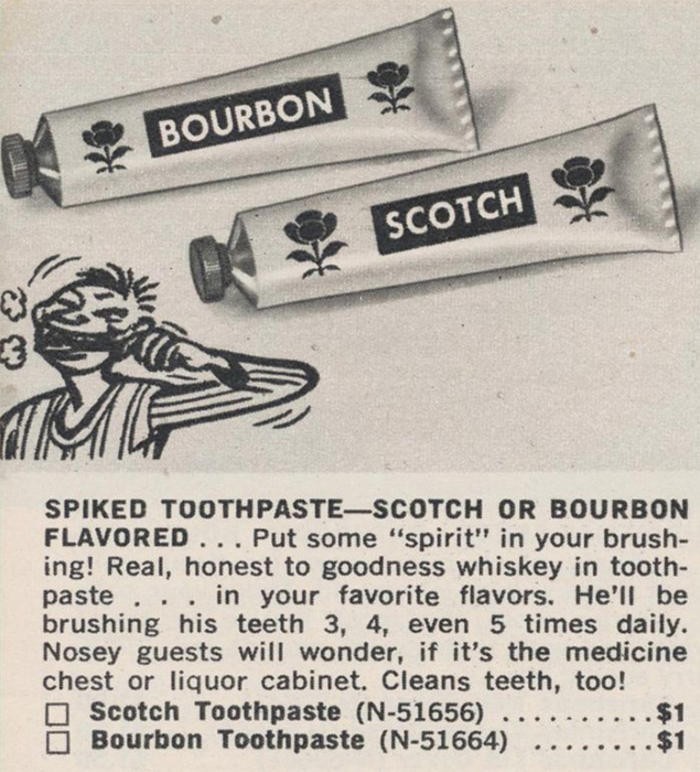 BOURBON
SCOTCH
SPIKED TOOTHPASTE—SCOTCH OR BOURBON
FLAVORED . . . Put some "spirit" in your brush-
ing! Real, honest to goodness whiskey in tooth-
paste . . . in your favorite flavors. He'll be
brushing his teeth 3, 4, even 5 times daily.
Nosey guests will wonder, if it's the medicine
chest or liquor cabinet. Cleans teeth, too!
☐ Scotch Toothpaste (N-51656) ..........$1
☐ Bourbon Toothpaste (N-51664) ........$1